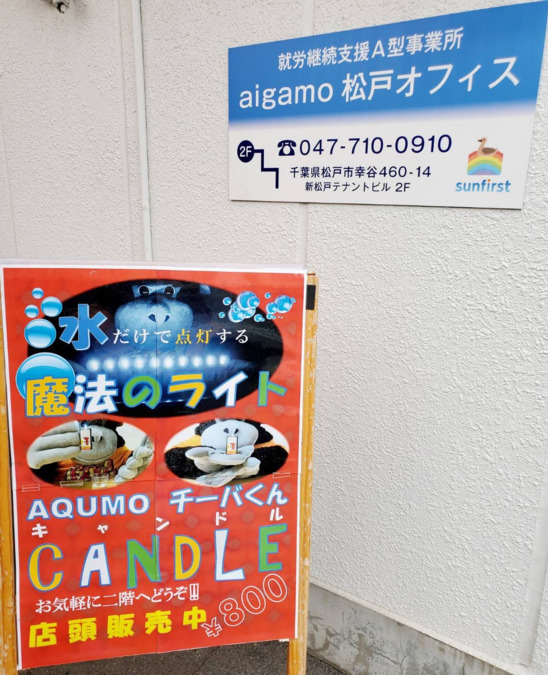 就労継続支援A型事業所
aigamo 松戸オフィス
2F
☎047-710-0910
千葉県松戸市幸谷460-14
新松戸テナントビル 2F
sunfirst
水だけで点灯する
魔法のライト
AQUMO チーバくん
キャンドル
CANDLE
お気軽に二階へどうぞ!!
店頭販売中 ¥800